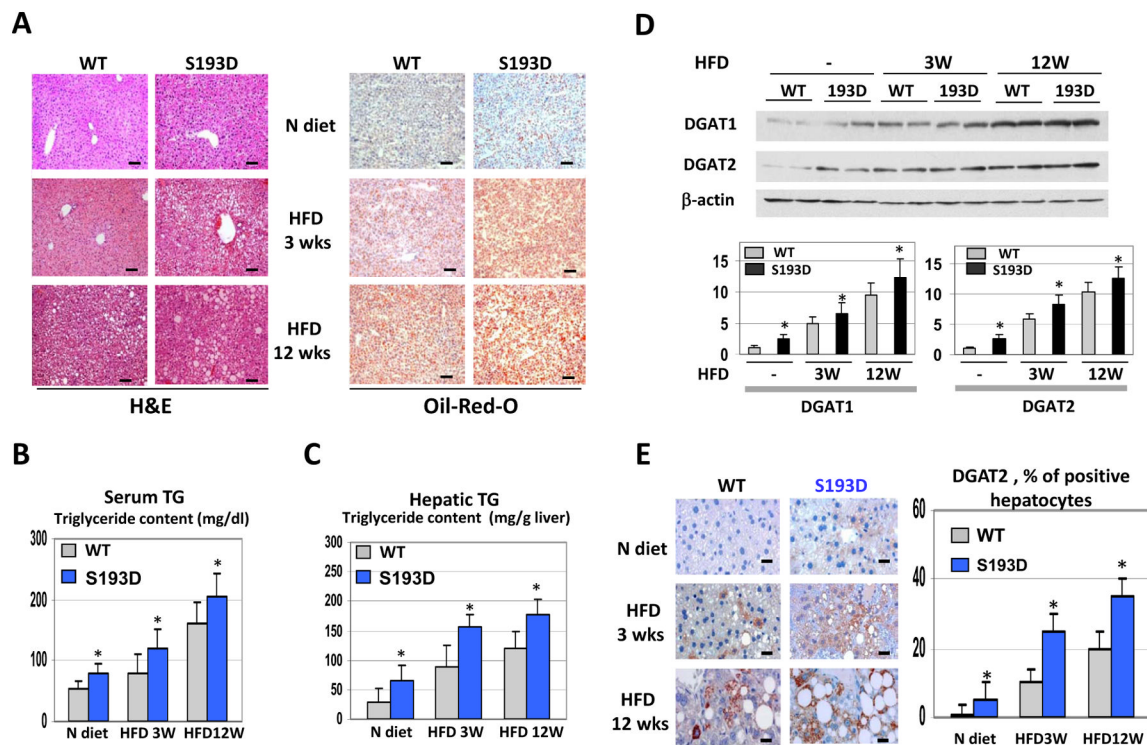 A
WT
S193D
WT
S193D
N diet
HFD
3 wks
HFD
12 wks
H&E
Oil-Red-O
B
Serum TG
Triglyceride content (mg/dl)
300
200
100
0
WT
S193D
*
*
*
N diet
HFD 3W
HFD12W
C
Hepatic TG
Triglyceride content (mg/g liver)
350
300
250
200
150
100
50
0
WT
S193D
*
*
*
N diet
HFD 3W
HFD 12W
D
HFD
-
3W
12W
WT
193D
WT
193D
WT
193D
DGAT1
DGAT2
β-actin
WT
S193D
15
10
5
0
*
*
*
HFD
-
3W
12W
DGAT1
WT
S193D
15
10
5
0
*
*
*
-
3W
12W
DGAT2
E
WT
S193D
N diet
HFD
3 wks
HFD
12 wks
DGAT2 , % of positive
hepatocytes
60
40
20
0
WT
S193D
*
*
*
N diet
HFD3W
HFD12W